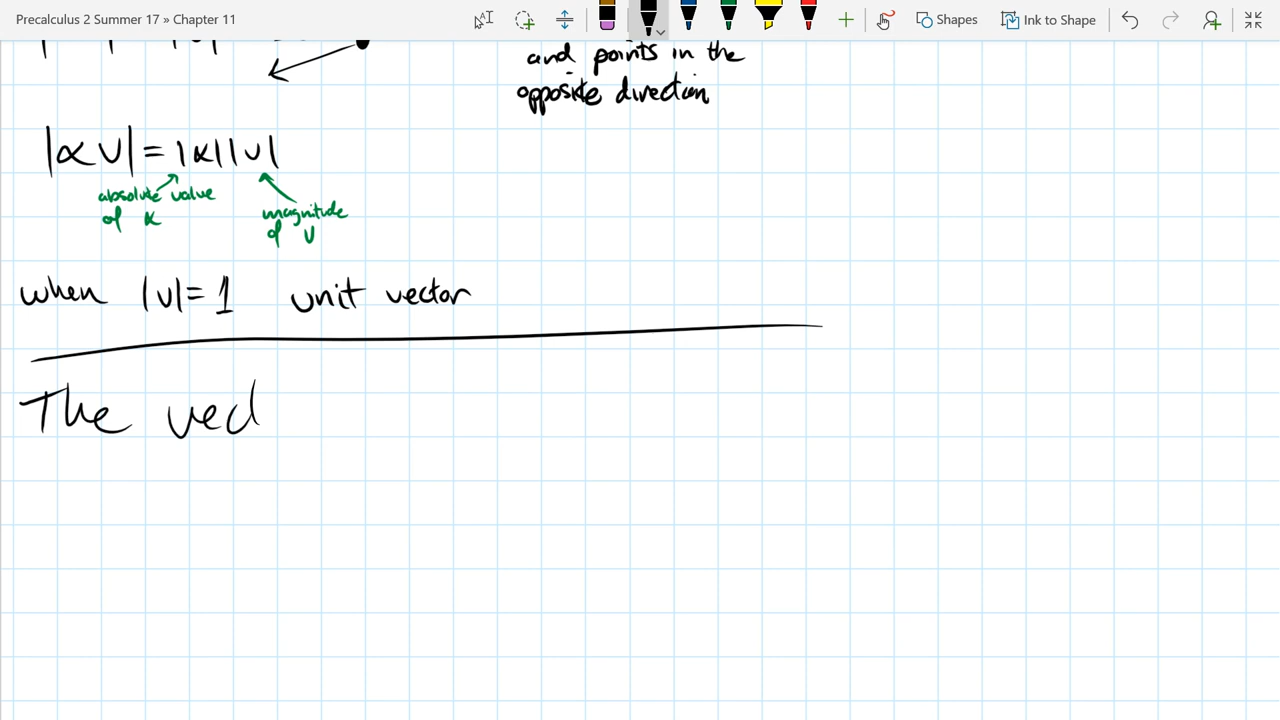 Precalculus 2 Summer 17 » Chapter 11
Shapes
Ink to Shape
and points in the
opposite direction
|αv| = |α||v|
absolute value
of α
magnitude
of v
when |v| = 1 unit vector
The vec